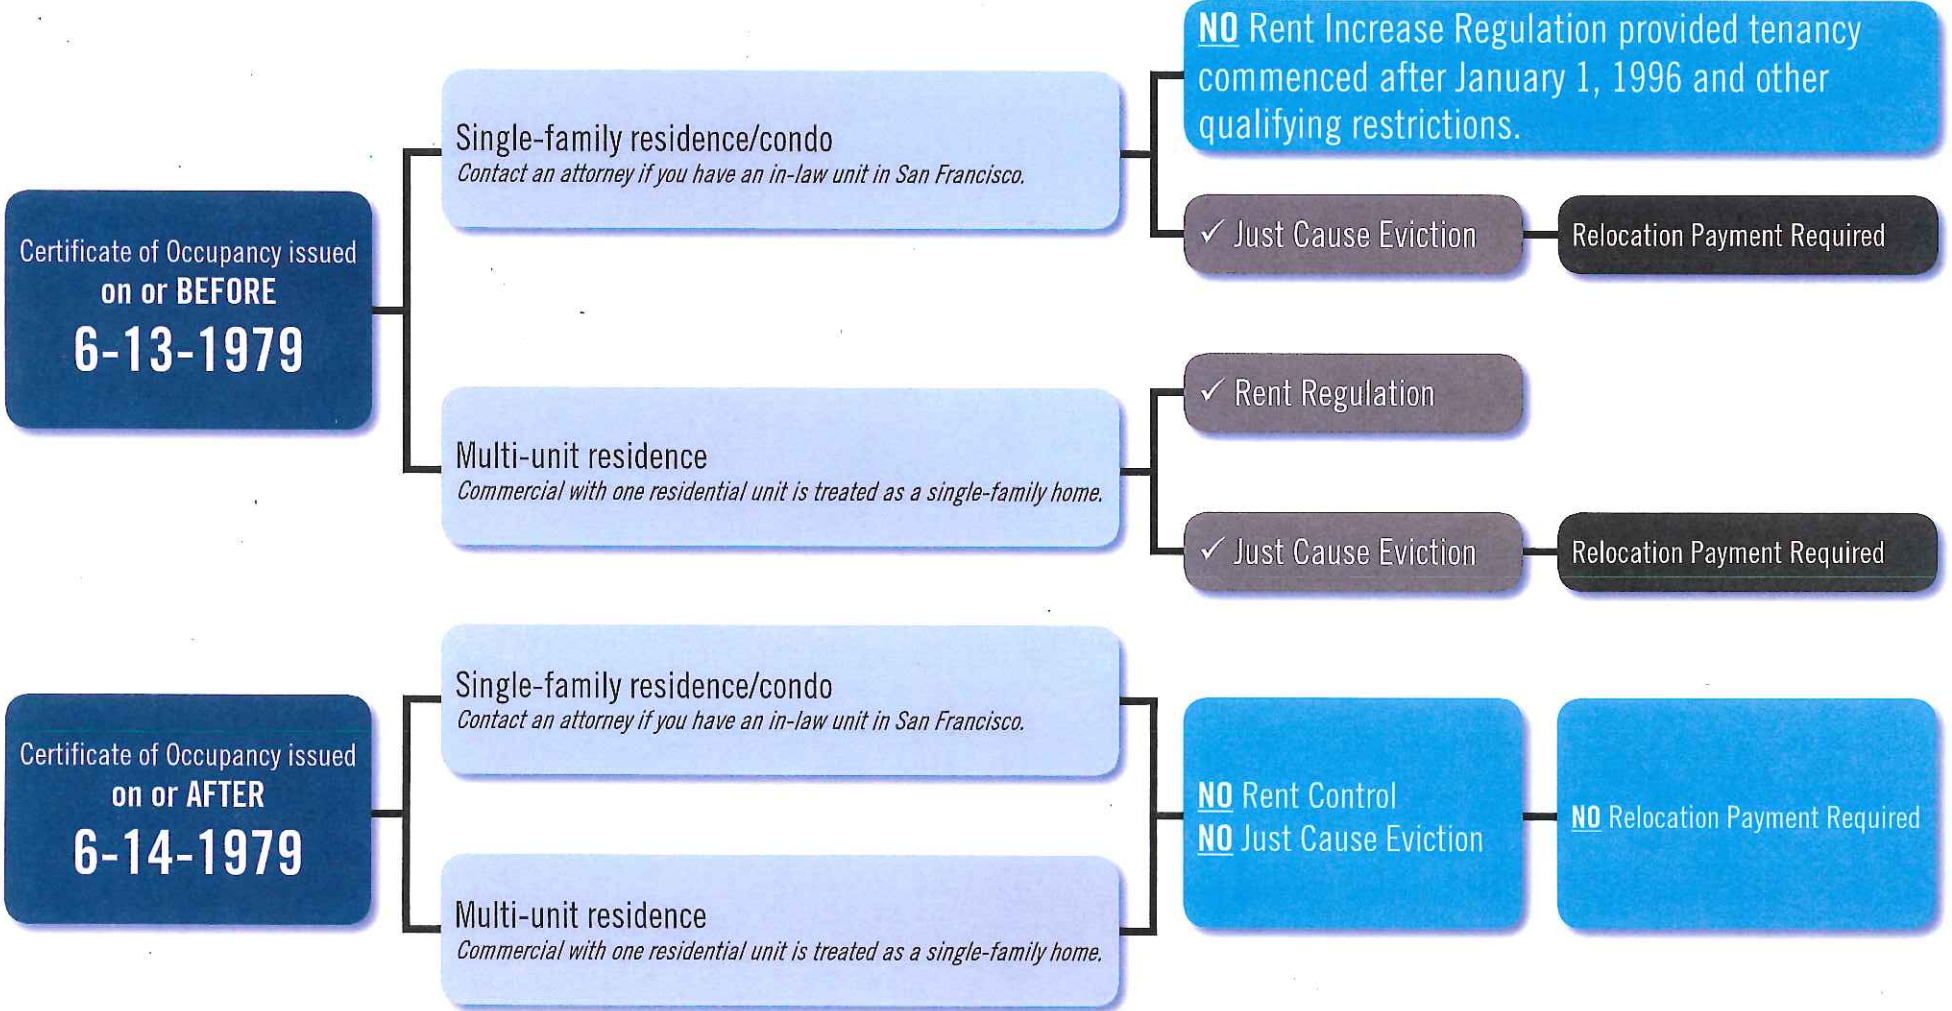 Certificate of Occupancy issued
on or BEFORE
6-13-1979
Single-family residence/condo
Contact an attorney if you have an in-law unit in San Francisco.
NO Rent Increase Regulation provided tenancy
commenced after January 1, 1996 and other
qualifying restrictions.
✓ Just Cause Eviction
Relocation Payment Required
Multi-unit residence
Commercial with one residential unit is treated as a single-family home.
✓ Rent Regulation
✓ Just Cause Eviction
Relocation Payment Required
Certificate of Occupancy issued
on or AFTER
6-14-1979
Single-family residence/condo
Contact an attorney if you have an in-law unit in San Francisco.
Multi-unit residence
Commercial with one residential unit is treated as a single-family home.
NO Rent Control
NO Just Cause Eviction
NO Relocation Payment Required